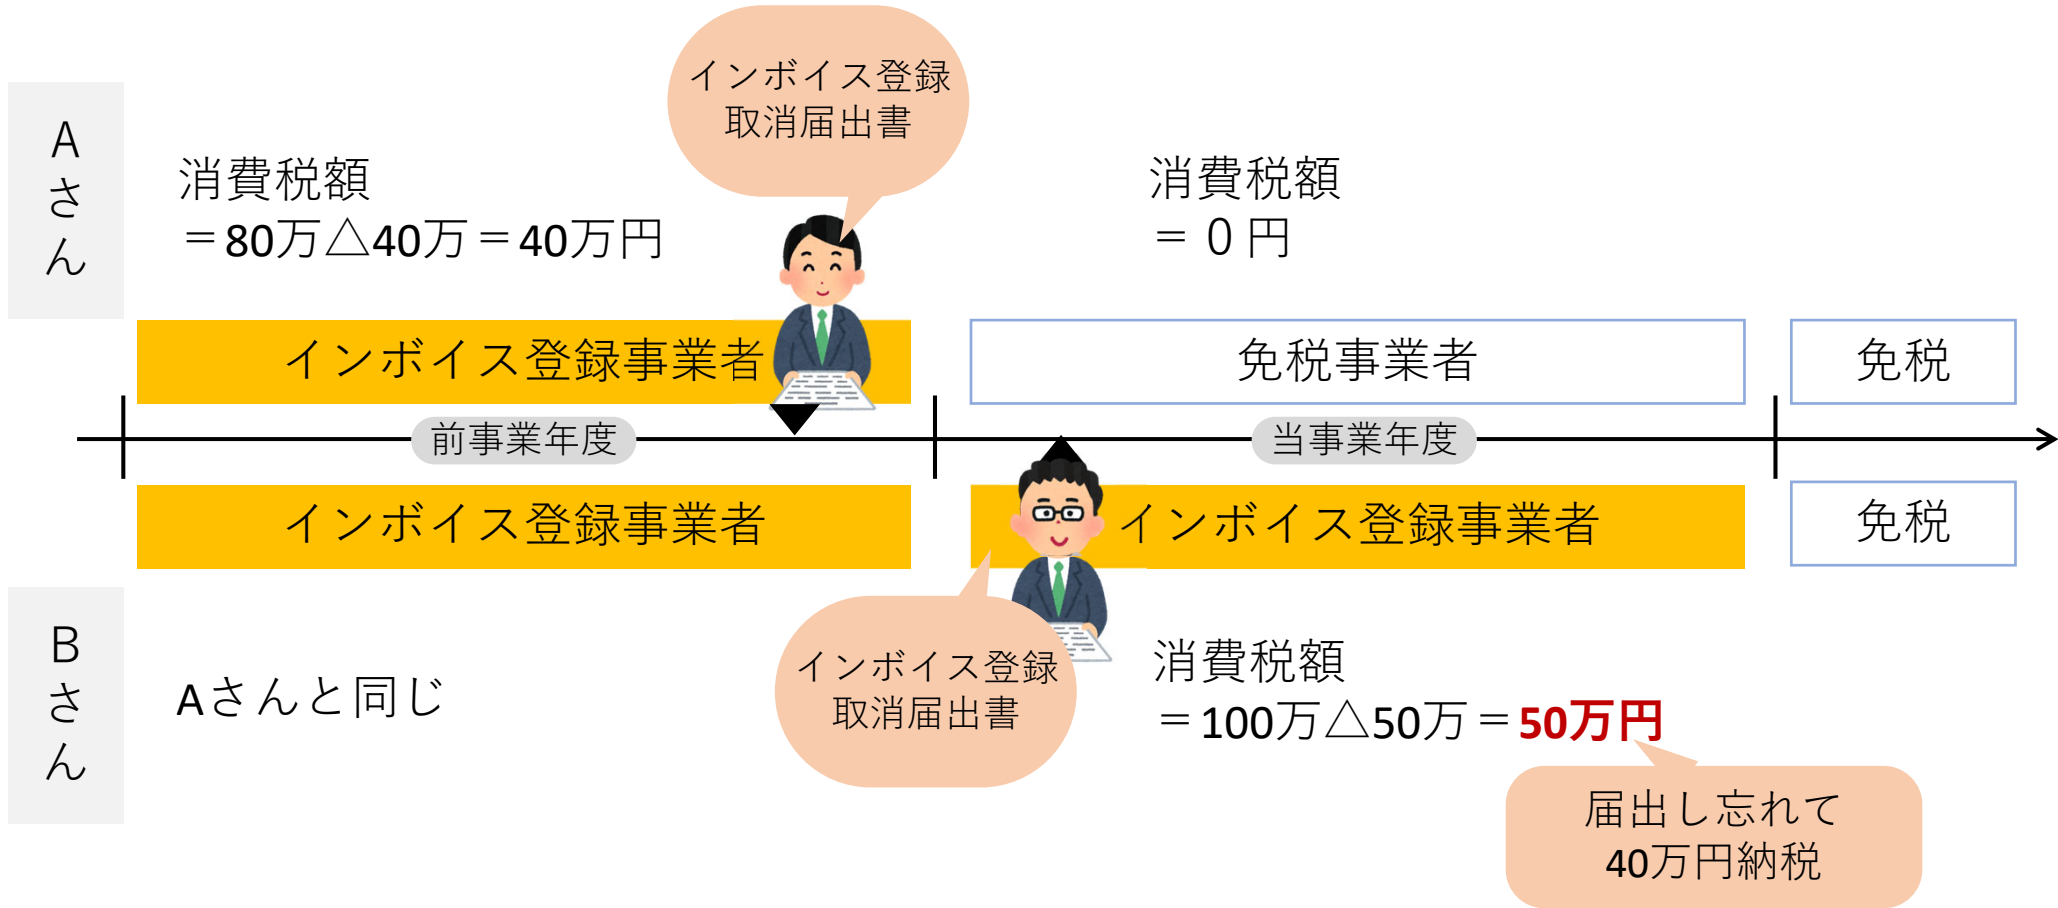 インボイス登録
取消届出書
Aさん
消費税額
＝80万△40万＝40万円
消費税額
＝０円
インボイス登録事業者
免税事業者
免税
前事業年度
当事業年度
インボイス登録事業者
インボイス登録事業者
免税
Bさん
Aさんと同じ
インボイス登録
取消届出書
消費税額
＝100万△50万＝50万円
届出し忘れて
40万円納税